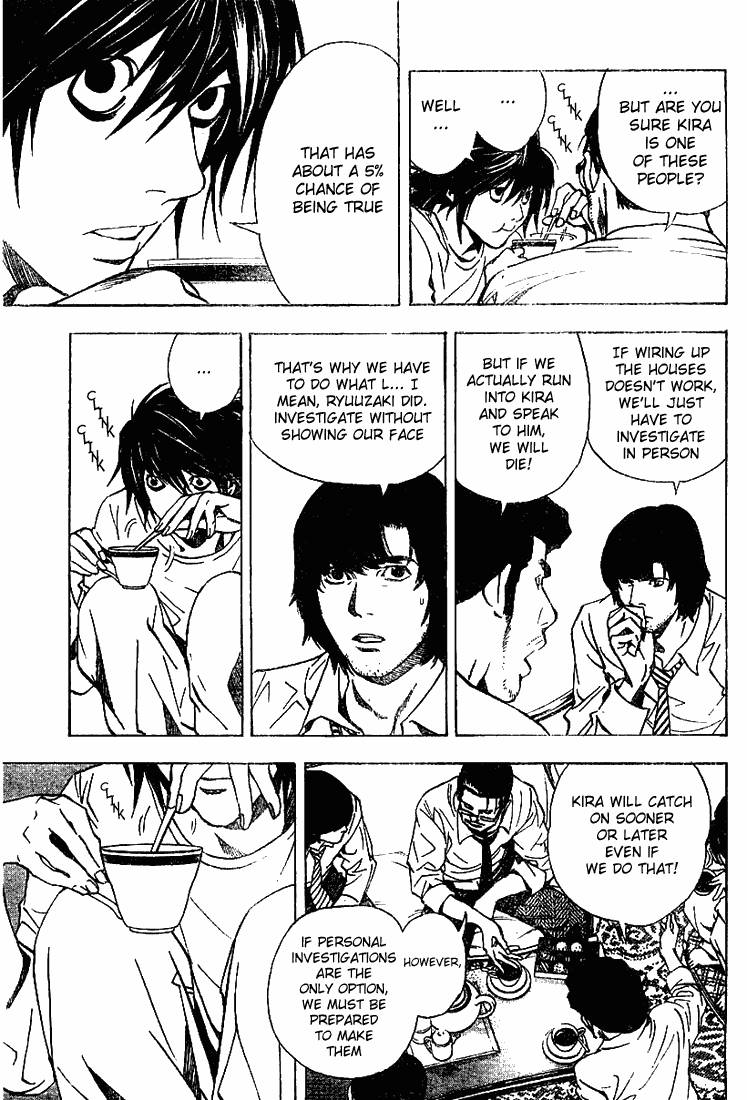 ...
BUT ARE YOU
SURE KIRA
IS ONE
OF THESE
PEOPLE?
CLINK
CLINK
...
WELL
...
THAT HAS
ABOUT A 5%
CHANCE OF
BEING TRUE
IF WIRING UP
THE HOUSES
DOESN'T WORK,
WE'LL JUST
HAVE TO
INVESTIGATE
IN PERSON
BUT IF WE
ACTUALLY RUN
INTO KIRA
AND SPEAK
TO HIM,
WE WILL
DIE!
THAT'S WHY WE HAVE
TO DO WHAT L... I
MEAN, RYUUZAKI DID.
INVESTIGATE WITHOUT
SHOWING OUR FACE
...
CLINK
CLINK
KIRA WILL CATCH
ON SOONER
OR LATER
EVEN IF
WE DO THAT!
HOWEVER,
IF PERSONAL
INVESTIGATIONS
ARE THE
ONLY OPTION,
WE MUST BE
PREPARED
TO MAKE
THEM
CLINK